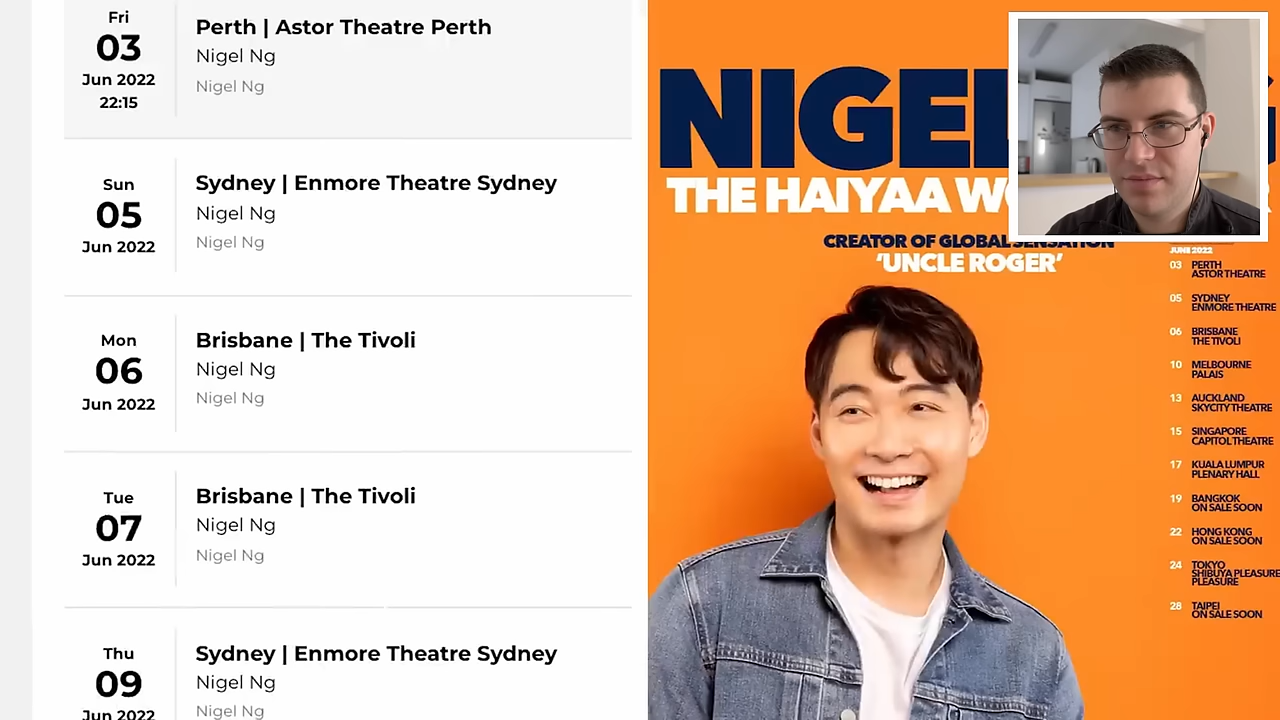 Fri
03
Jun 2022
22:15
Perth | Astor Theatre Perth
Nigel Ng
Nigel Ng
Sun
05
Jun 2022
Sydney | Enmore Theatre Sydney
Nigel Ng
Nigel Ng
Mon
06
Jun 2022
Brisbane | The Tivoli
Nigel Ng
Nigel Ng
Tue
07
Jun 2022
Brisbane | The Tivoli
Nigel Ng
Nigel Ng
Thu
09
Jun 2022
Sydney | Enmore Theatre Sydney
Nigel Ng
Nigel Ng
NIGEL
THE HAIYAA
CREATOR OF GLOBAL SENSATION
‘UNCLE ROGER’
JUNE 2022
03 PERTH
ASTOR THEATRE
05 SYDNEY
ENMORE THEATRE
06 BRISBANE
THE TIVOLI
10 MELBOURNE
PALAIS
13 AUCKLAND
SKYCITY THEATRE
15 SINGAPORE
CAPITOL THEATRE
17 KUALA LUMPUR
PLENARY HALL
19 BANGKOK
ON SALE SOON
22 HONG KONG
ON SALE SOON
24 TOKYO
SHIBUYA PLEASURE
PLEASURE
28 TAIPEI
ON SALE SOON